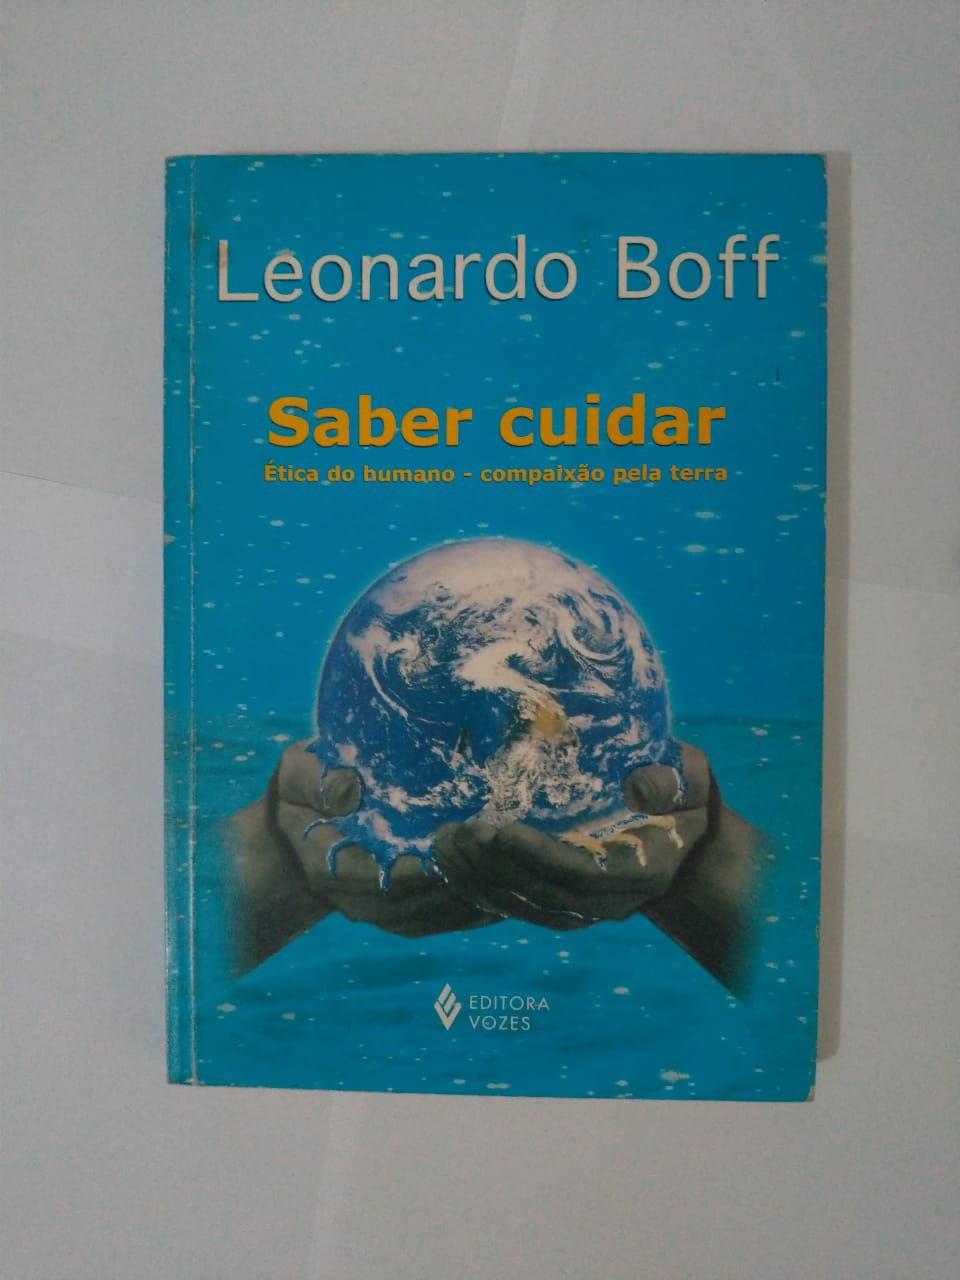 Leonardo Boff
Saber cuidar
Ética do humano - compaixão pela terra
EDITORA
VOZES